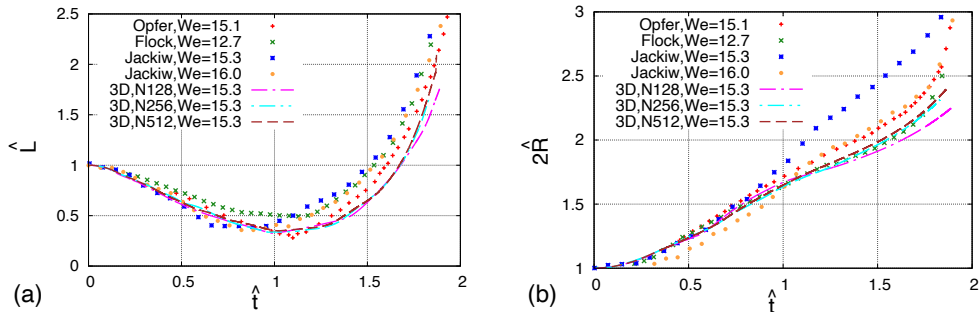 Opfer,We=15.1
Flock,We=12.7
Jackiw,We=15.3
Jackiw,We=16.0
3D,N128,We=15.3
3D,N256,We=15.3
3D,N512,We=15.3
2.5
2
1.5
1
0.5
0
L̂
0 0.5 1 1.5 2
t̂
(a)
Opfer,We=15.1
Flock,We=12.7
Jackiw,We=15.3
Jackiw,We=16.0
3D,N128,We=15.3
3D,N256,We=15.3
3D,N512,We=15.3
3
2.5
2
1.5
1
2R̂
0 0.5 1 1.5 2
t̂
(b)